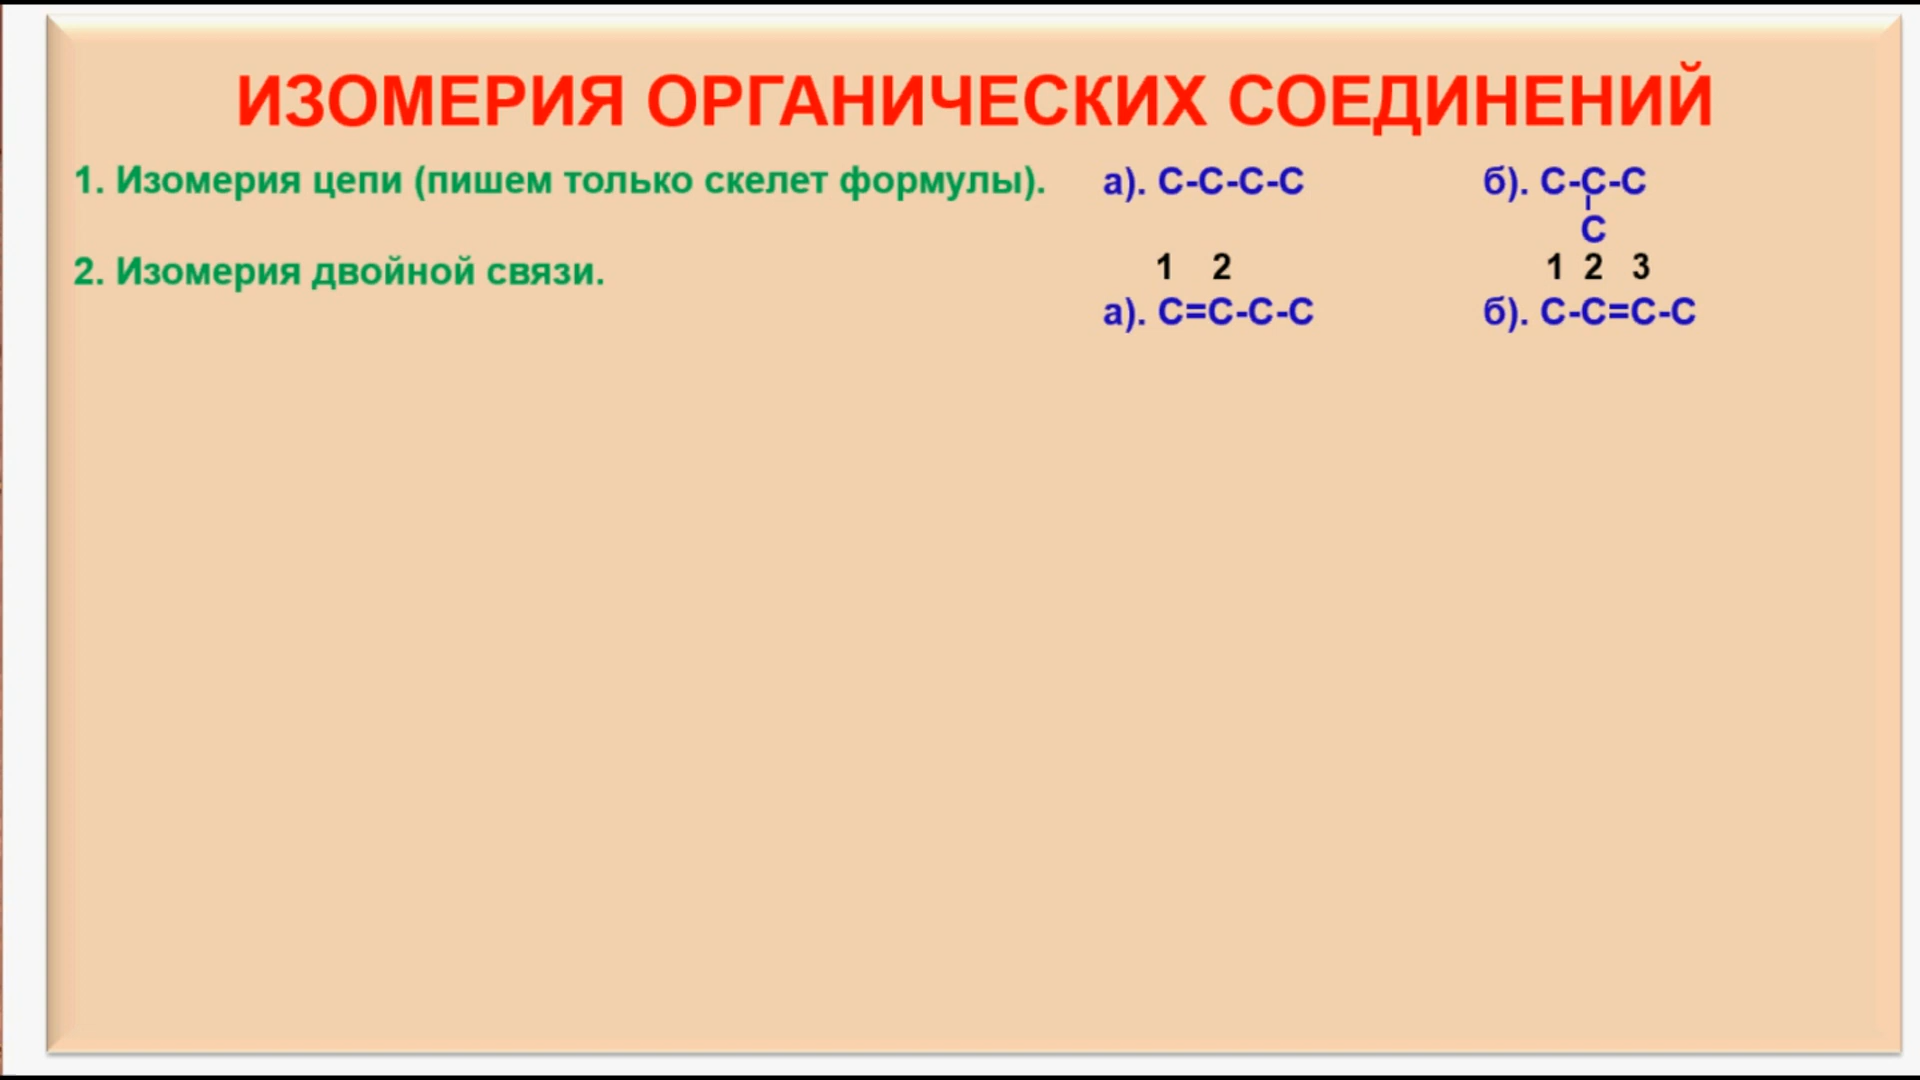 ИЗОМЕРИЯ ОРГАНИЧЕСКИХ СОЕДИНЕНИЙ
1. Изомерия цепи (пишем только скелет формулы). а). С-С-С-С б). С-С-С
С
2. Изомерия двойной связи. 1 2 1 2 3
а). С=С-С-С б). С-С=С-С